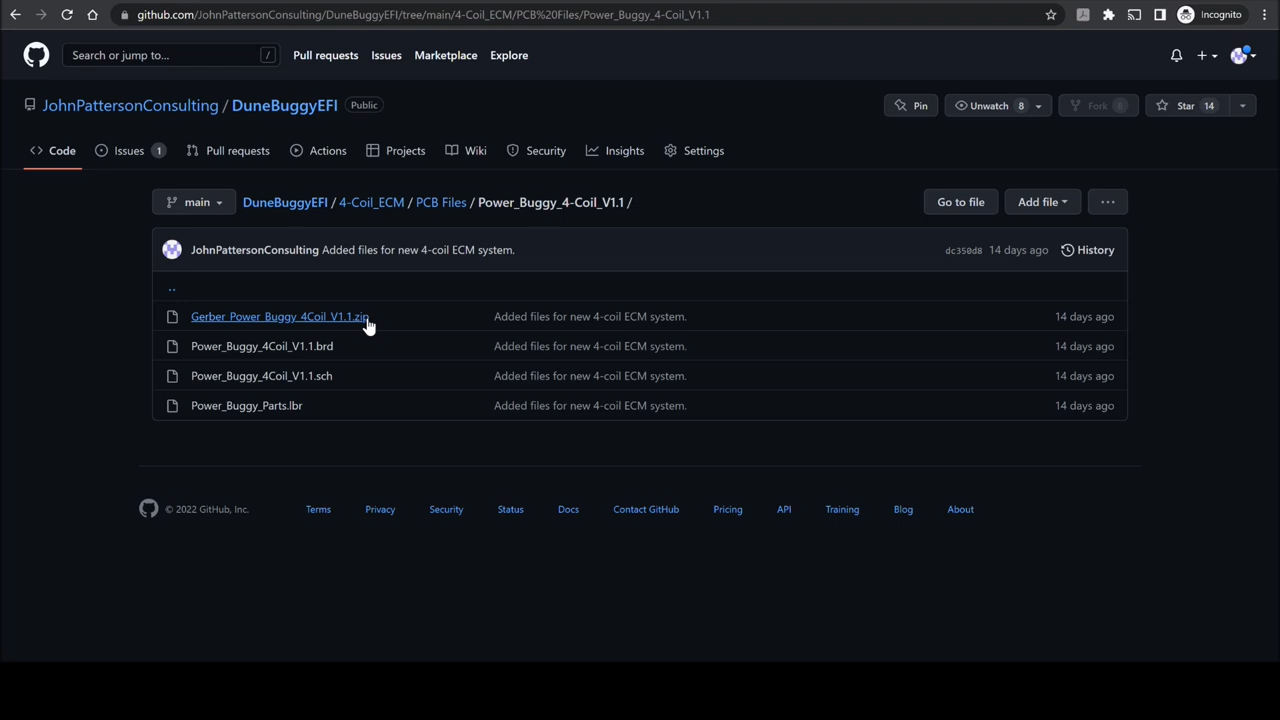 github.com/JohnPattersonConsulting/DuneBuggyEFI/tree/main/4-Coil_ECM/PCB%20Files/Power_Buggy_4-Coil_V1.1 Incognito
Search or jump to... / Pull requests Issues Marketplace Explore
JohnPattersonConsulting / DuneBuggyEFI Public Pin Unwatch 8 Fork 8 Star 14
Code Issues 1 Pull requests Actions Projects Wiki Security Insights Settings
main DuneBuggyEFI / 4-Coil_ECM / PCB Files / Power_Buggy_4-Coil_V1.1 / Go to file Add file ...
JohnPattersonConsulting Added files for new 4-coil ECM system. dc350d8 14 days ago History
..
Gerber_Power_Buggy_4Coil_V1.1.zip Added files for new 4-coil ECM system. 14 days ago
Power_Buggy_4Coil_V1.1.brd Added files for new 4-coil ECM system. 14 days ago
Power_Buggy_4Coil_V1.1.sch Added files for new 4-coil ECM system. 14 days ago
Power_Buggy_Parts.lbr Added files for new 4-coil ECM system. 14 days ago
© 2022 GitHub, Inc. Terms Privacy Security Status Docs Contact GitHub Pricing API Training Blog About